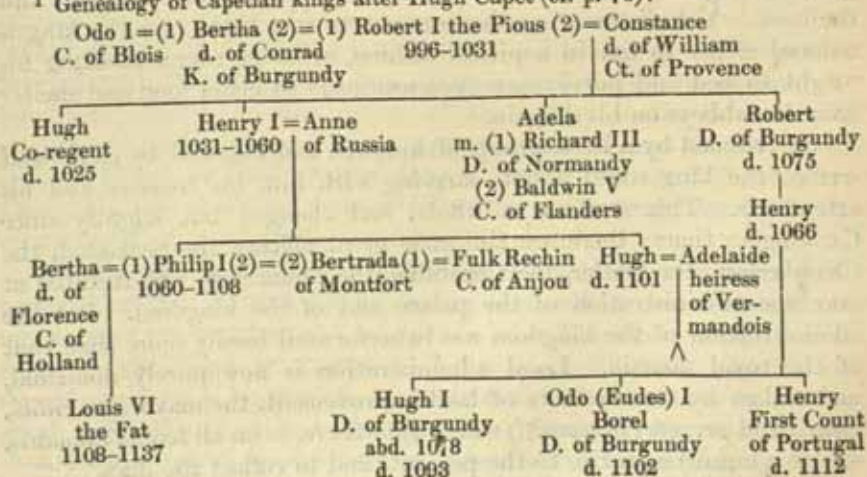 1 Genealogy of Capetian kings after Hugh Capet (cf. p. 78).
Odo I=(1) Bertha (2)=(1) Robert I the Pious (2)=Constance
C. of Blois d. of Conrad 996–1031 d. of William
K. of Burgundy Ct. of Provence
Hugh Henry I=Anne Adela Robert
Co-regent 1031–1060 of Russia m. (1) Richard III D. of Burgundy
d. 1025 D. of Normandy d. 1075
(2) Baldwin V
C. of Flanders Henry
d. 1066
Bertha=(1) Philip I (2)=(2) Bertrada (1)=Fulk Rechin Hugh=Adelaide
d. of 1060–1108 of Montfort C. of Anjou d. 1101 heiress
Florence of Ver-
C. of mandois
Holland
Louis VI Hugh I Odo (Eudes) I Henry
the Fat D. of Burgundy Borel First Count
1108–1137 abd. 1078 D. of Burgundy of Portugal
d. 1093 d. 1102 d. 1112